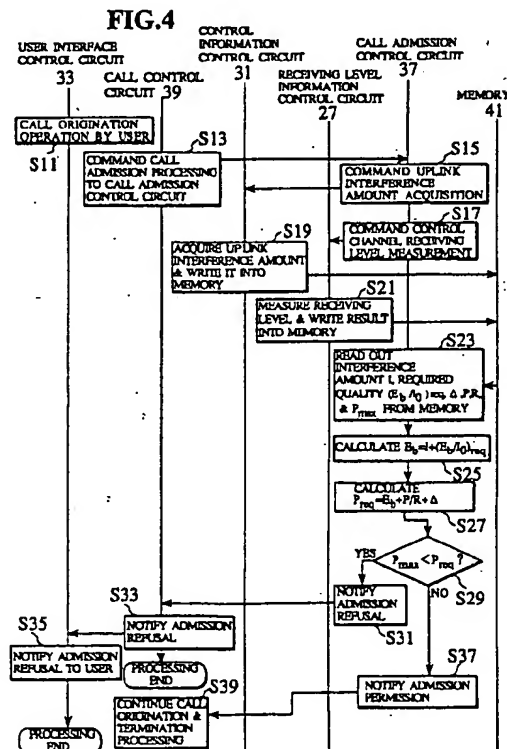 FIG.4
USER INTERFACE
CONTROL CIRCUIT
33
CALL CONTROL
CIRCUIT 39
CONTROL
INFORMATION
CONTROL CIRCUIT
31
RECEIVING LEVEL
INFORMATION
CONTROL CIRCUIT
27
CALL ADMISSION
CONTROL CIRCUIT
37
MEMORY
41
CALL ORIGINATION
OPERATION BY USER
S11
S13
COMMAND CALL
ADMISSION PROCESSING
TO CALL ADMISSION
CONTROL CIRCUIT
S15
COMMAND UPLINK
INTERFERENCE
AMOUNT ACQUISITION
S17
COMMAND CONTROL
CHANNEL RECEIVING
LEVEL MEASUREMENT
S19
ACQUIRE UPLINK
INTERFERENCE AMOUNT
& WRITE IT INTO
MEMORY
S21
MEASURE RECEIVING
LEVEL & WRITE RESULT
INTO MEMORY
S23
READ OUT
INTERFERENCE
AMOUNT I, REQUIRED
QUALITY (Eb/I0)req, Δ,P,R,
& Pmax FROM MEMORY
CALCULATE Eb=I+(Eb/I0)req
S25
CALCULATE
Preq=Eb+P/R+Δ
S27
Pmax<Preq?
YES
S29
NO
NOTIFY
ADMISSION
REFUSAL
S31
S33
NOTIFY ADMISSION
REFUSAL
PROCESSING
END
S35
NOTIFY ADMISSION
REFUSAL TO USER
PROCESSING
END
S37
NOTIFY ADMISSION
PERMISSION
S39
CONTINUE CALL
ORIGINATION &
TERMINATION
PROCESSING